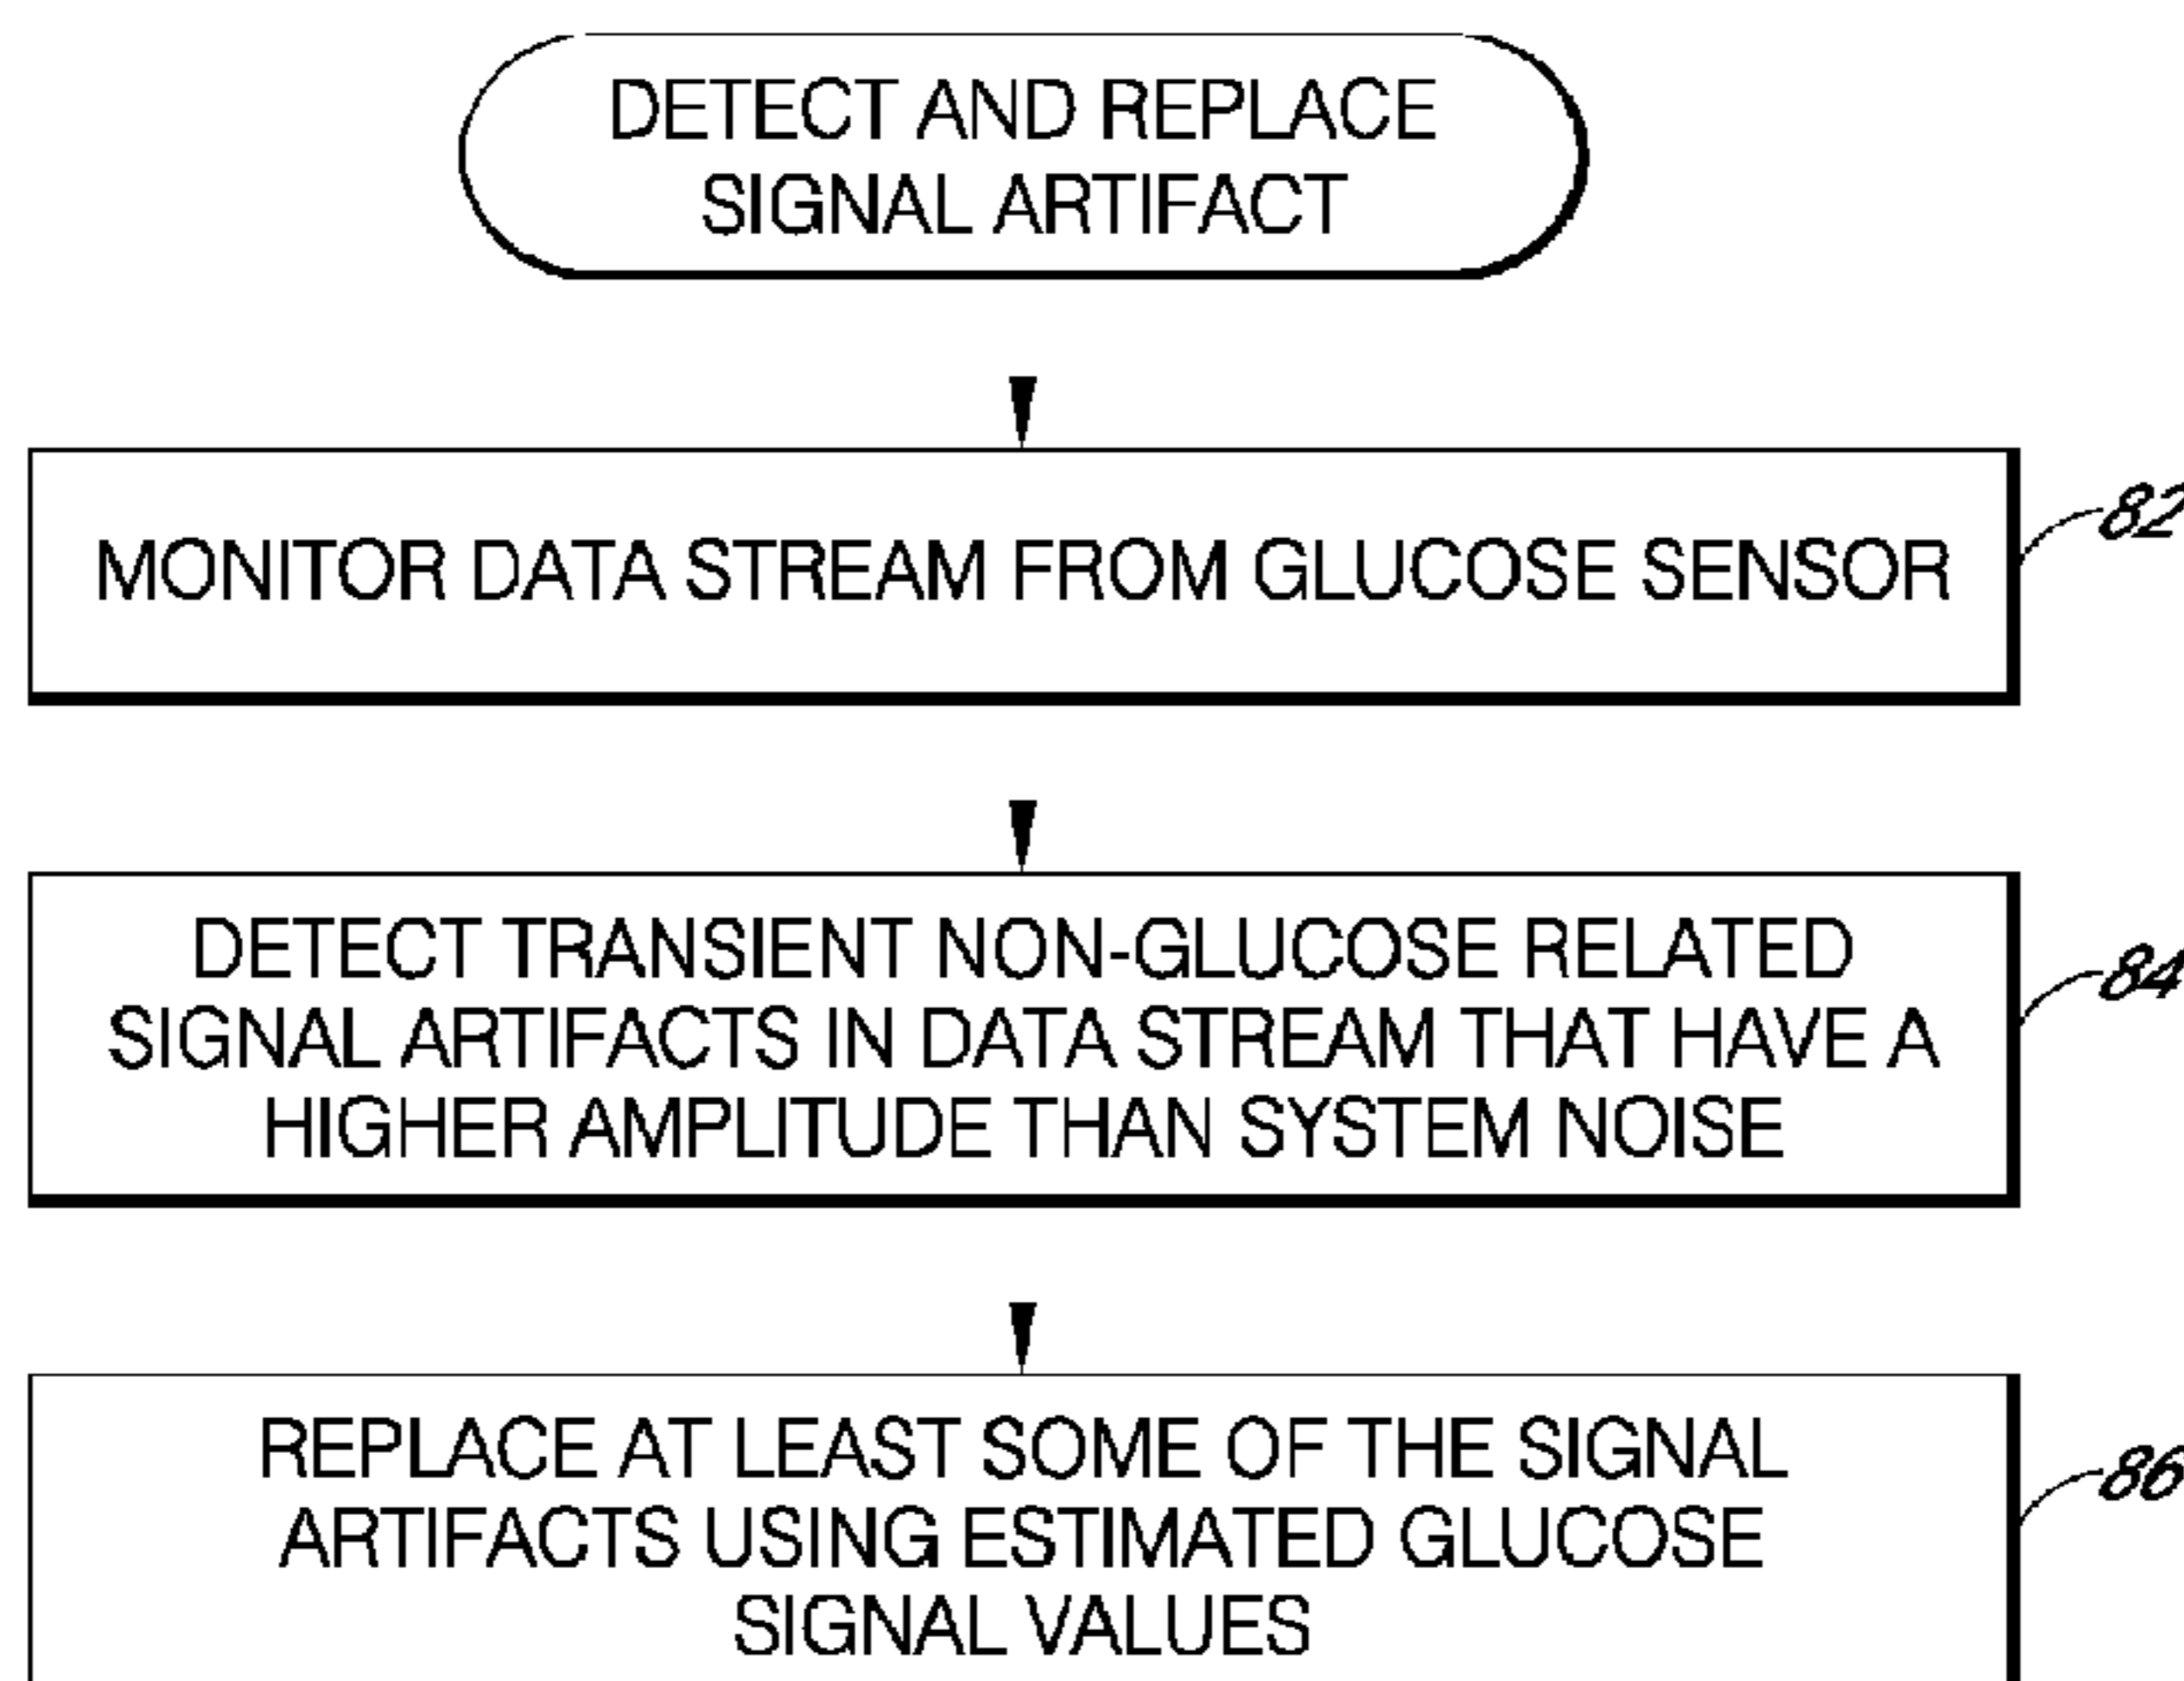 DETECT AND REPLACE
SIGNAL ARTIFACT
MONITOR DATA STREAM FROM GLUCOSE SENSOR
82
DETECT TRANSIENT NON-GLUCOSE RELATED
SIGNAL ARTIFACTS IN DATA STREAM THAT HAVE A
HIGHER AMPLITUDE THAN SYSTEM NOISE
84
REPLACE AT LEAST SOME OF THE SIGNAL
ARTIFACTS USING ESTIMATED GLUCOSE
SIGNAL VALUES
86